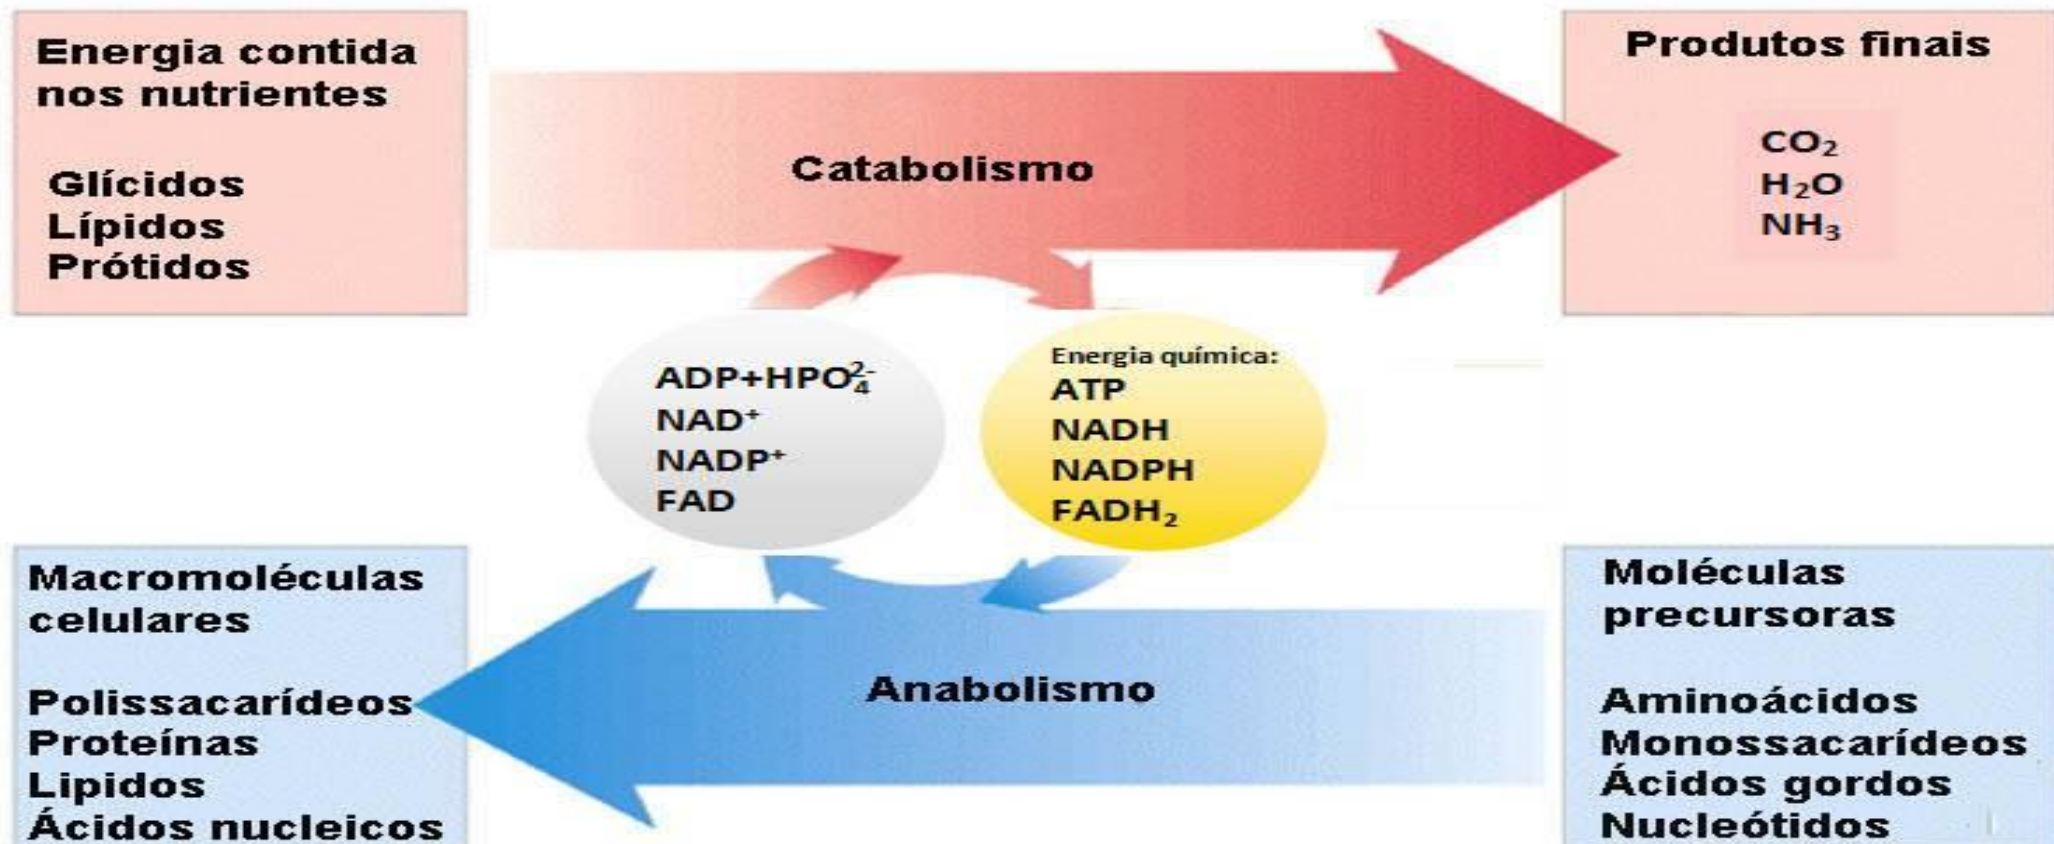 Energia contida
nos nutrientes
Glícidos
Lípidos
Prótidos
Catabolismo
Produtos finais
CO₂
H₂O
NH₃
ADP+HPO₄²⁻
NAD⁺
NADP⁺
FAD
Energia química:
ATP
NADH
NADPH
FADH₂
Macromoléculas
celulares
Polissacarídeos
Proteínas
Lipidos
Ácidos nucleicos
Anabolismo
Moléculas
precursoras
Aminoácidos
Monossacarídeos
Ácidos gordos
Nucleótidos